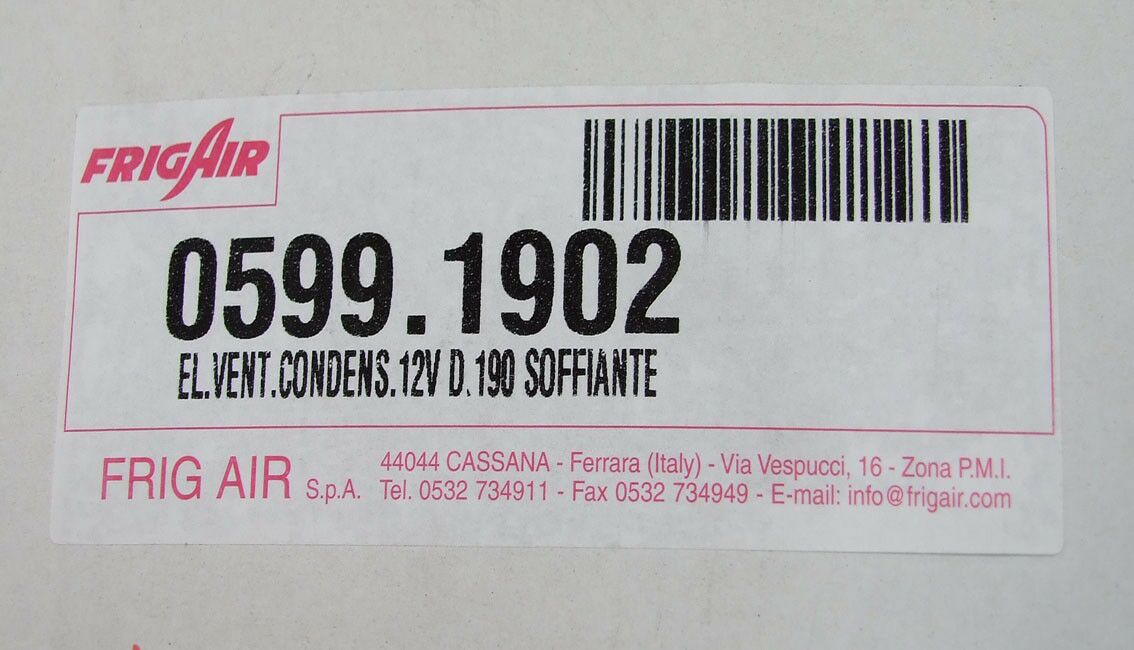 FRIGAIR
0599.1902
EL.VENT.CONDENS.12V D.190 SOFFIANTE
FRIG AIR S.p.A.
44044 CASSANA - Ferrara (Italy) - Via Vespucci, 16 - Zona P.M.I.
Tel. 0532 734911 - Fax 0532 734949 - E-mail: info@frigair.com